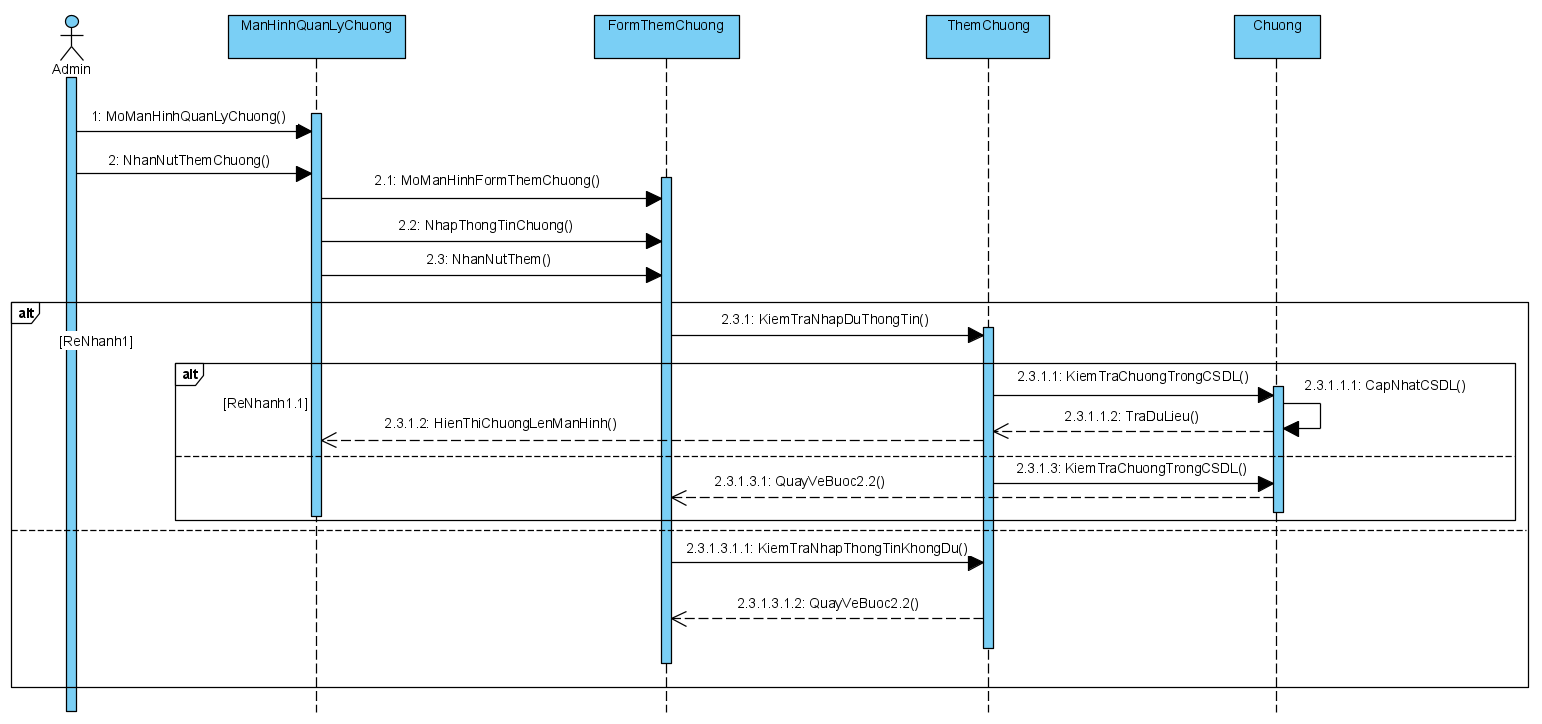 Admin
ManHinhQuanLyChuong
FormThemChuong
ThemChuong
Chuong
1: MoManHinhQuanLyChuong()
2: NhanNutThemChuong()
2.1: MoManHinhFormThemChuong()
2.2: NhapThongTinChuong()
2.3: NhanNutThem()
alt
[ReNhanh1]
2.3.1: KiemTraNhapDuThongTin()
alt
[ReNhanh1.1]
2.3.1.1: KiemTraChuongTrongCSDL()
2.3.1.1.1: CapNhatCSDL()
2.3.1.1.2: TraDuLieu()
2.3.1.2: HienThiChuongLenManHinh()
2.3.1.3: KiemTraChuongTrongCSDL()
2.3.1.3.1: QuayVeBuoc2.2()
2.3.1.3.1.1: KiemTraNhapThongTinKhongDu()
2.3.1.3.1.2: QuayVeBuoc2.2()